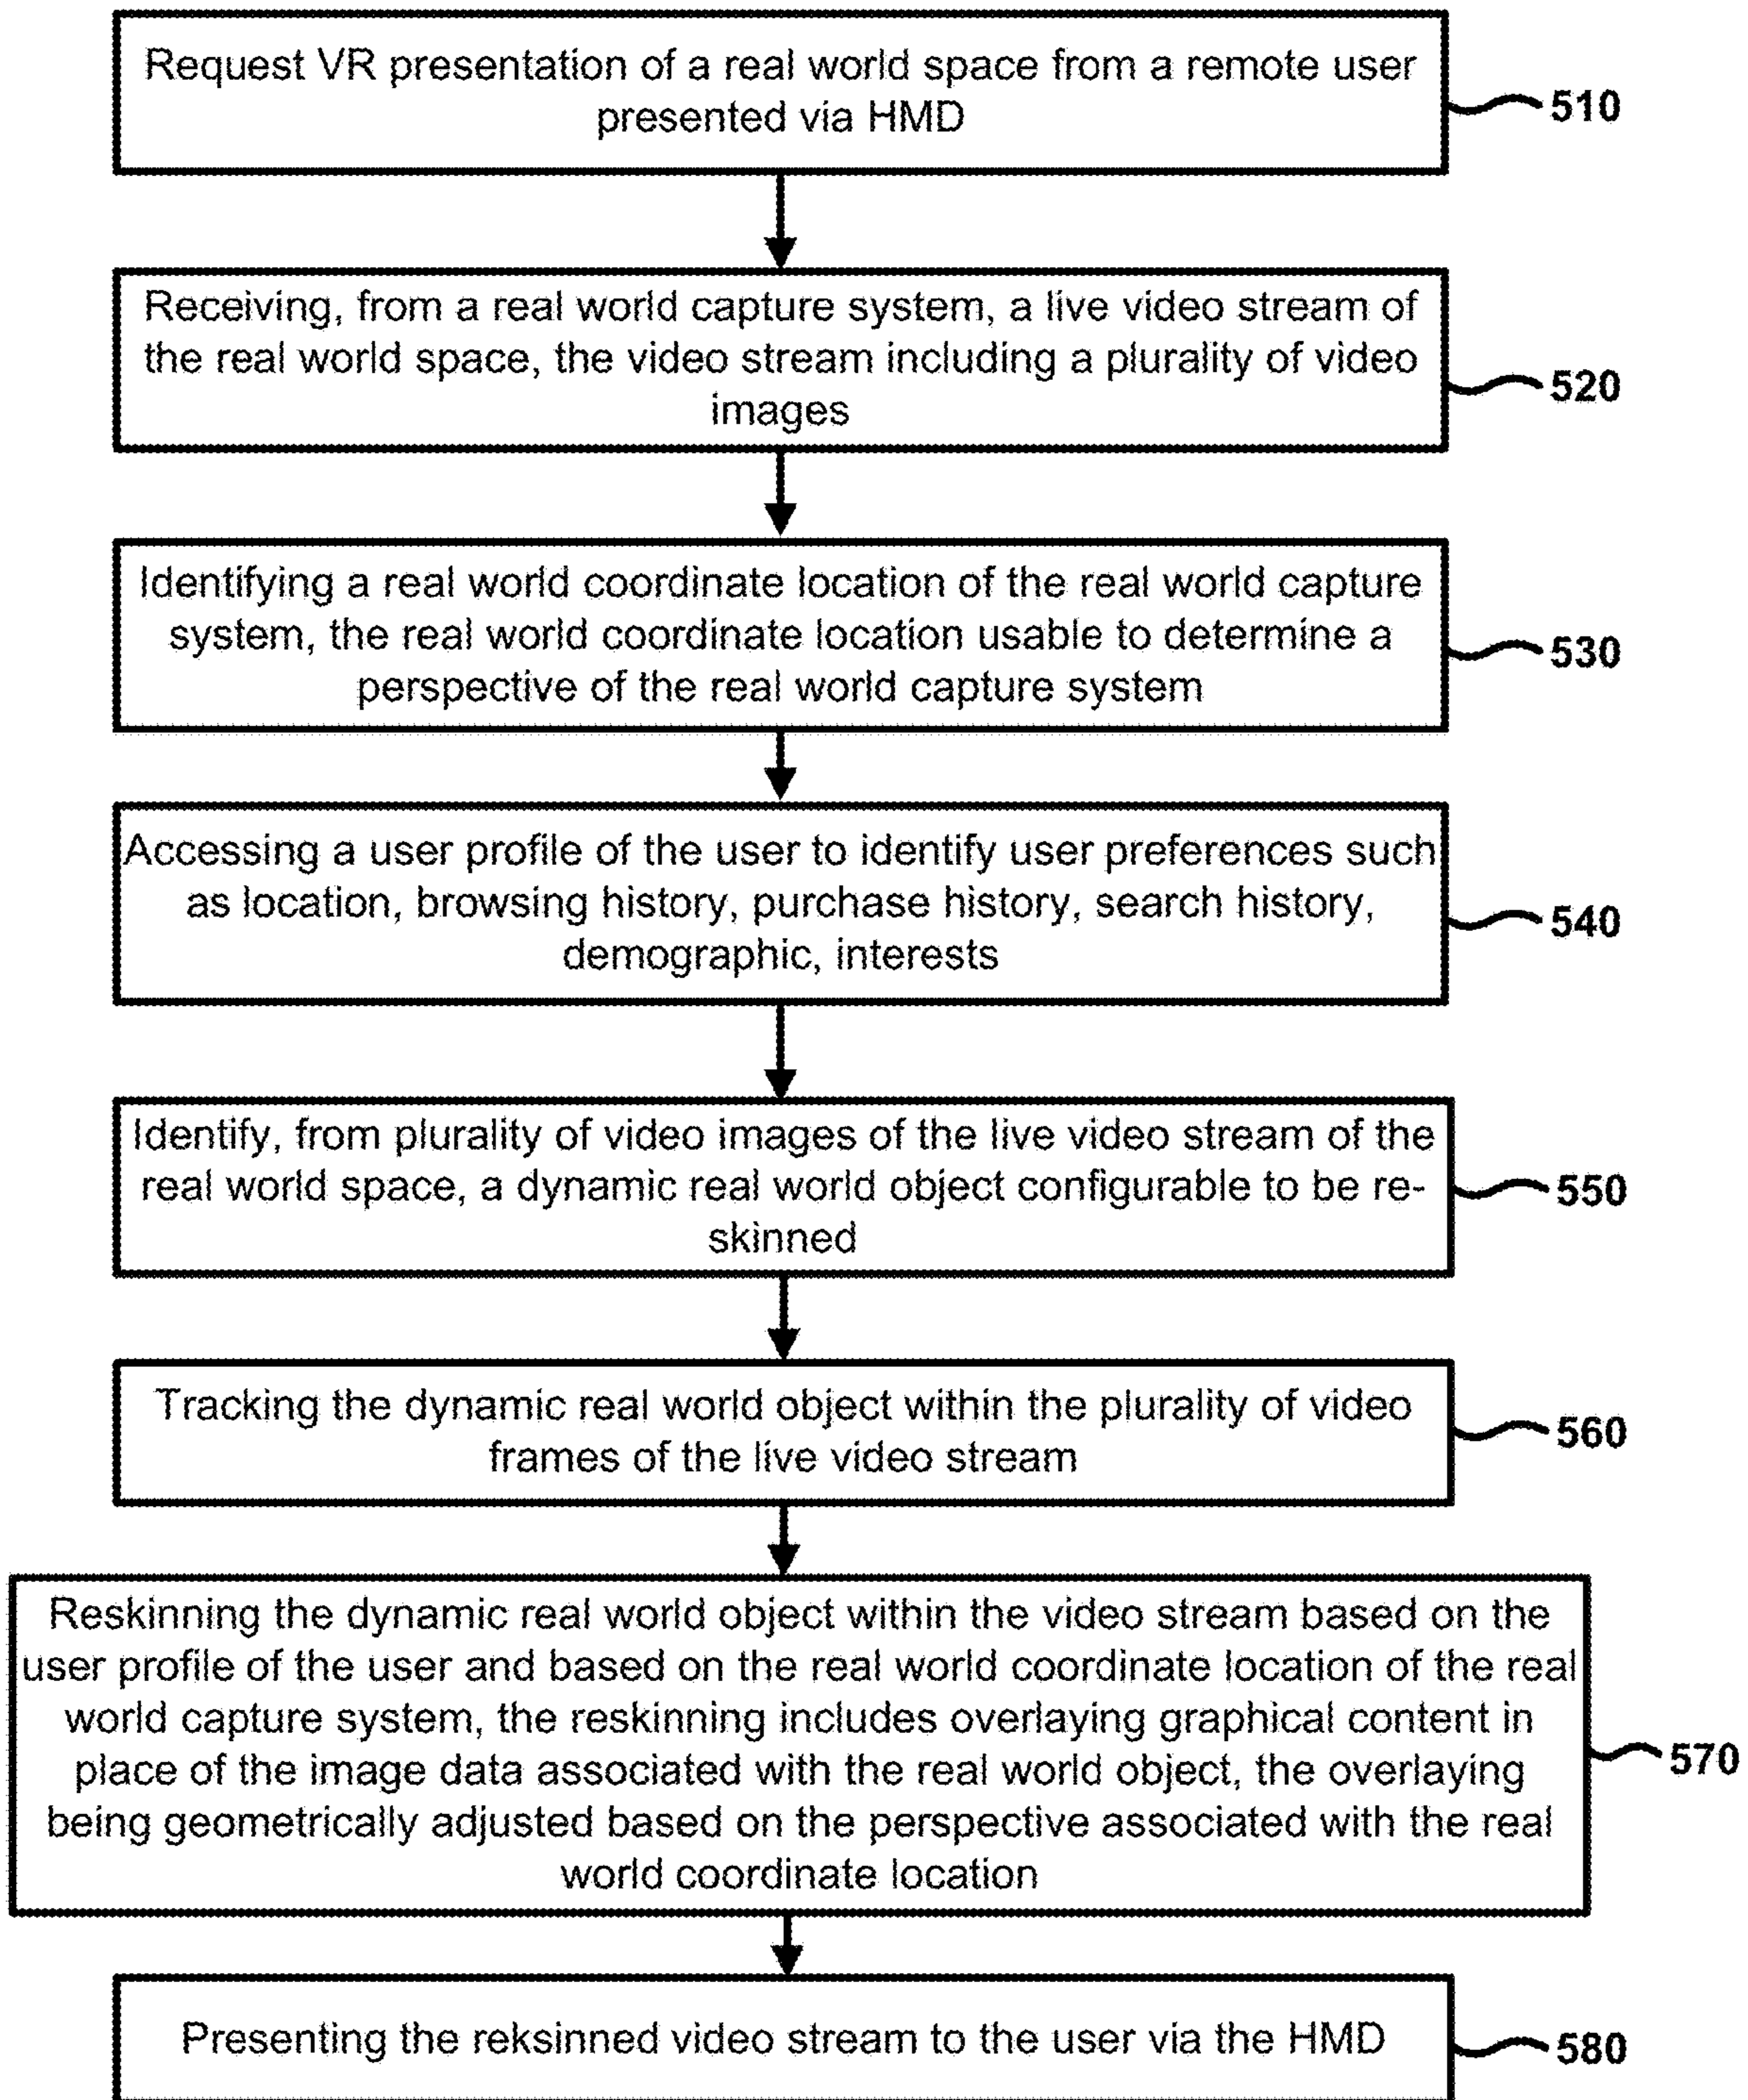 Request VR presentation of a real world space from a remote user
presented via HMD
510
Receiving, from a real world capture system, a live video stream of
the real world space, the video stream including a plurality of video
images
520
Identifying a real world coordinate location of the real world capture
system, the real world coordinate location usable to determine a
perspective of the real world capture system
530
Accessing a user profile of the user to identify user preferences such
as location, browsing history, purchase history, search history,
demographic, interests
540
Identify, from plurality of video images of the live video stream of the
real world space, a dynamic real world object configurable to be re-
skinned
550
Tracking the dynamic real world object within the plurality of video
frames of the live video stream
560
Reskinning the dynamic real world object within the video stream based on the
user profile of the user and based on the real world coordinate location of the real
world capture system, the reskinning includes overlaying graphical content in
place of the image data associated with the real world object, the overlaying
being geometrically adjusted based on the perspective associated with the real
world coordinate location
570
Presenting the reksinned video stream to the user via the HMD
580